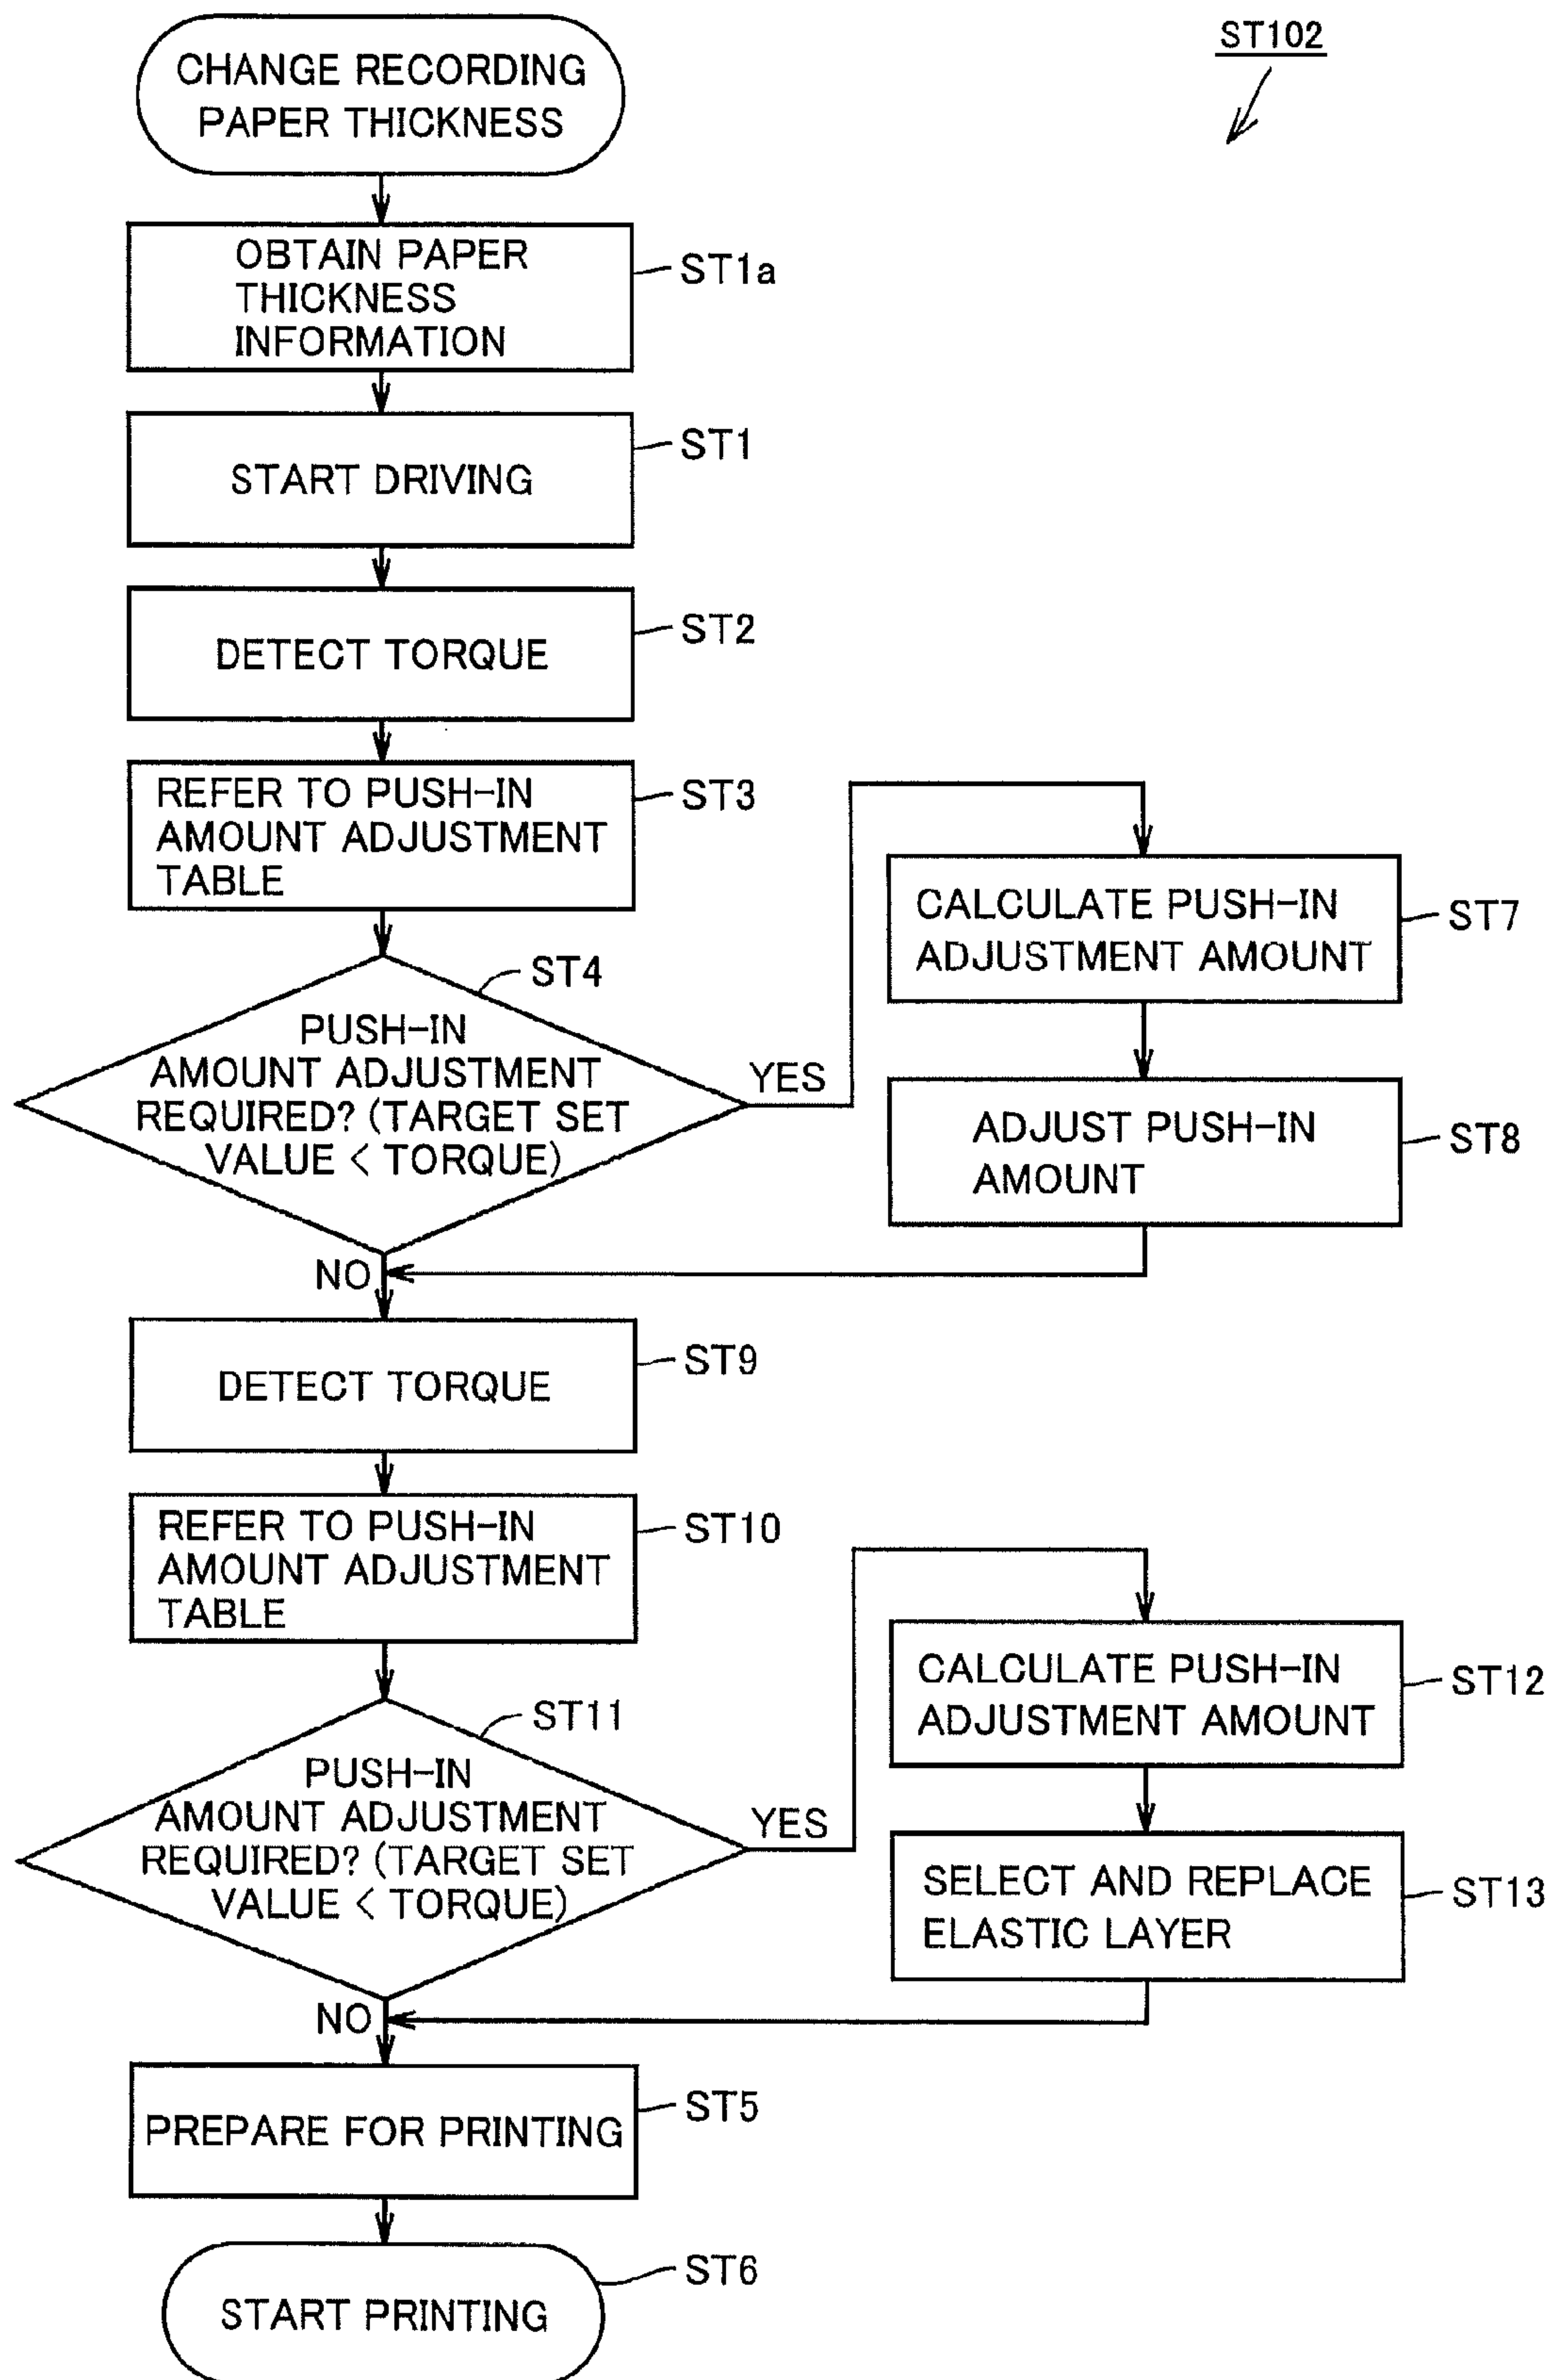 ST102
CHANGE RECORDING
PAPER THICKNESS
OBTAIN PAPER
THICKNESS
INFORMATION
ST1a
START DRIVING
ST1
DETECT TORQUE
ST2
REFER TO PUSH-IN
AMOUNT ADJUSTMENT
TABLE
ST3
ST4
PUSH-IN
AMOUNT ADJUSTMENT
REQUIRED? (TARGET SET
VALUE < TORQUE)
YES
CALCULATE PUSH-IN
ADJUSTMENT AMOUNT
ST7
ADJUST PUSH-IN
AMOUNT
ST8
NO
DETECT TORQUE
ST9
REFER TO PUSH-IN
AMOUNT ADJUSTMENT
TABLE
ST10
ST11
PUSH-IN
AMOUNT ADJUSTMENT
REQUIRED? (TARGET SET
VALUE < TORQUE)
YES
CALCULATE PUSH-IN
ADJUSTMENT AMOUNT
ST12
SELECT AND REPLACE
ELASTIC LAYER
ST13
NO
PREPARE FOR PRINTING
ST5
START PRINTING
ST6